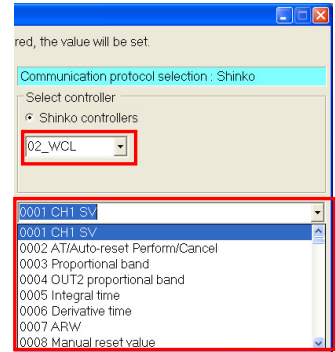 red, the value will be set.
Communication protocol selection : Shinko
Select controller
Shinko controllers
02_WCL
0001 CH1 SV
0001 CH1 SV
0002 AT/Auto-reset Perform/Cancel
0003 Proportional band
0004 OUT2 proportional band
0005 Integral time
0006 Derivative time
0007 ARW
0008 Manual reset value